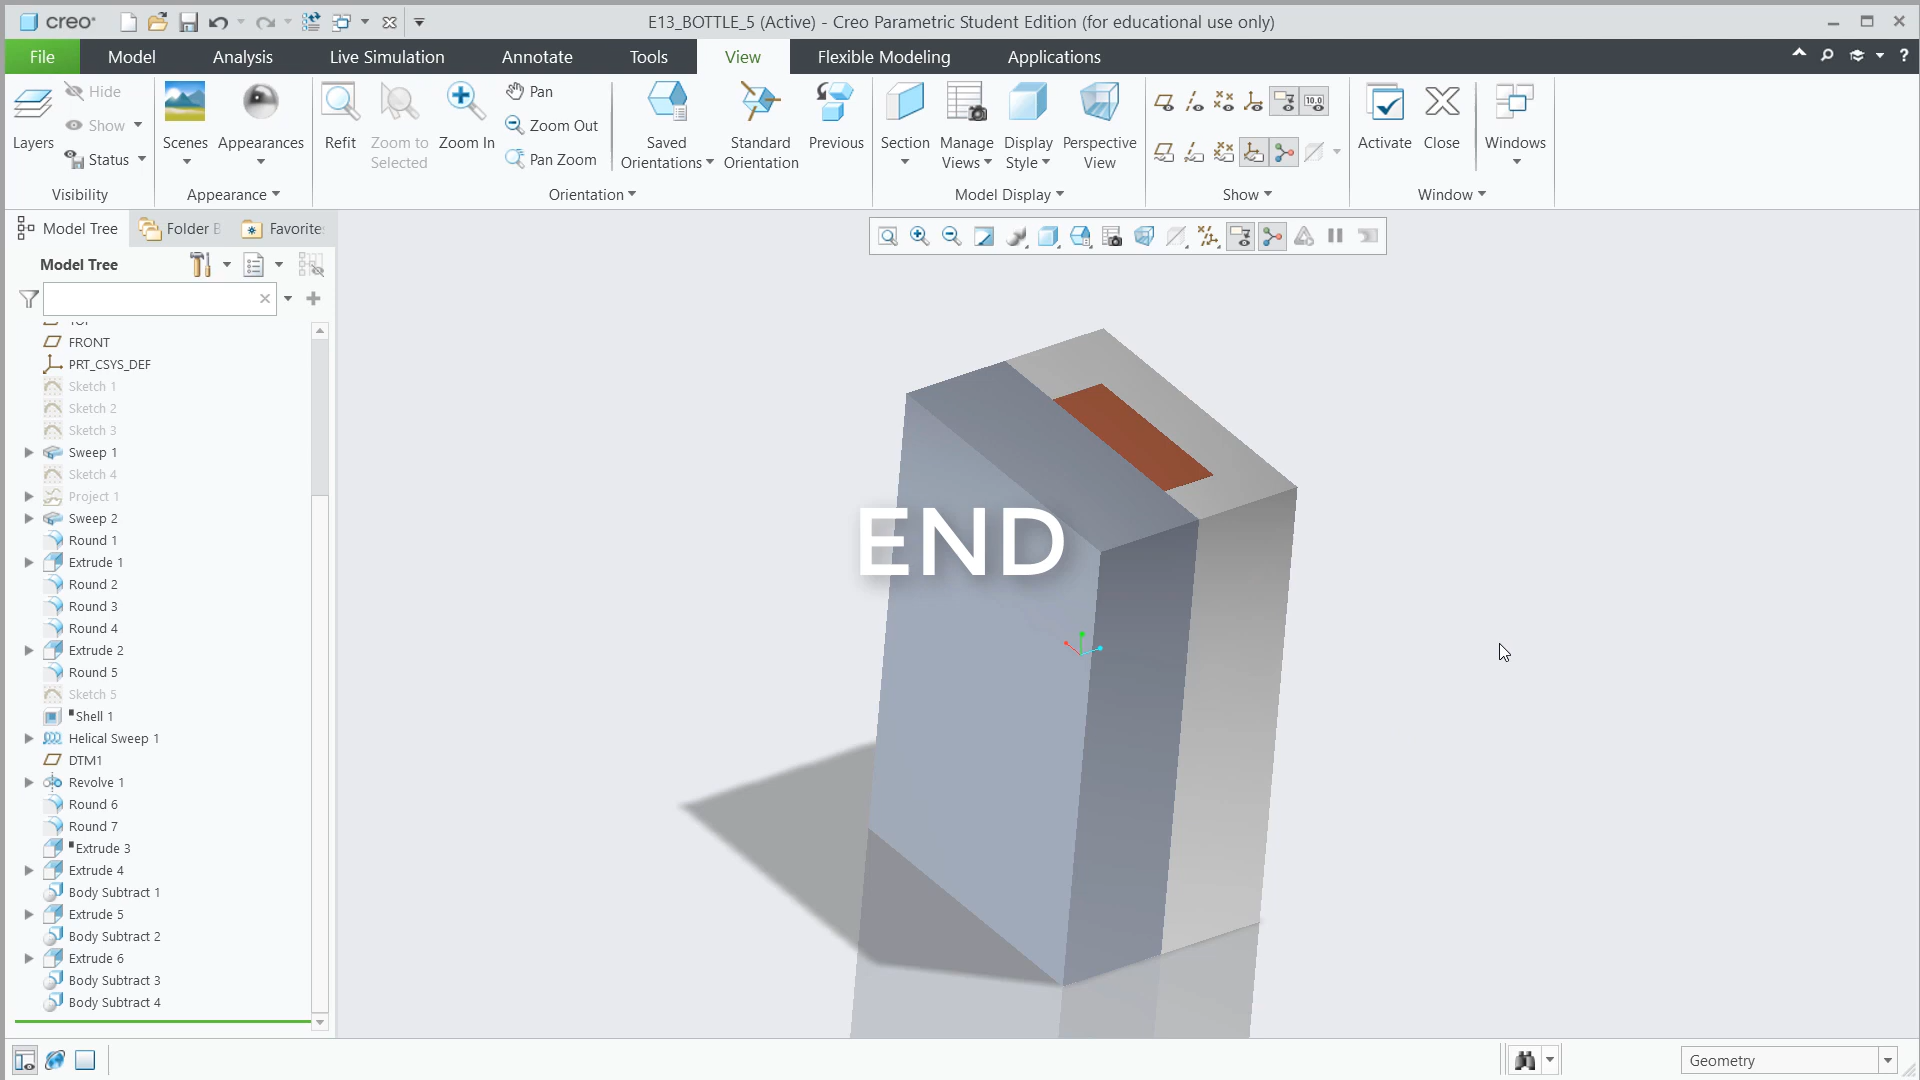 creo
E13_BOTTLE_5 (Active) - Creo Parametric Student Edition (for educational use only)
File Model Analysis Live Simulation Annotate Tools View Flexible Modeling Applications
?
Layers
Hide
Show
Status
Visibility
Scenes
Appearances
Appearance
Refit
Zoom to Selected
Zoom In
Pan
Zoom Out
Pan Zoom
Saved Orientations
Standard Orientation
Previous
Orientation
Section
Manage Views
Display Style
Perspective View
Model Display
10.0
Show
Activate
Close
Windows
Window
Model Tree
Folder B
Favorite
Model Tree
FRONT
PRT_CSYS_DEF
Sketch 1
Sketch 2
Sketch 3
Sweep 1
Sketch 4
Project 1
Sweep 2
Round 1
Extrude 1
Round 2
Round 3
Round 4
Extrude 2
Round 5
Sketch 5
Shell 1
Helical Sweep 1
DTM1
Revolve 1
Round 6
Round 7
Extrude 3
Extrude 4
Body Subtract 1
Extrude 5
Body Subtract 2
Extrude 6
Body Subtract 3
Body Subtract 4
END
Geometry